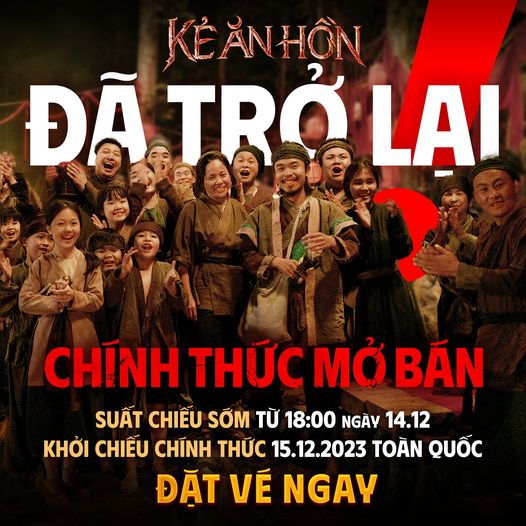 KẺ ĂN HỒN
ĐÃ TRỞ LẠI!
CHÍNH THỨC MỞ BÁN
SUẤT CHIẾU SỚM TỪ 18:00 NGÀY 14.12
KHỞI CHIẾU CHÍNH THỨC 15.12.2023 TOÀN QUỐC
ĐẶT VÉ NGAY